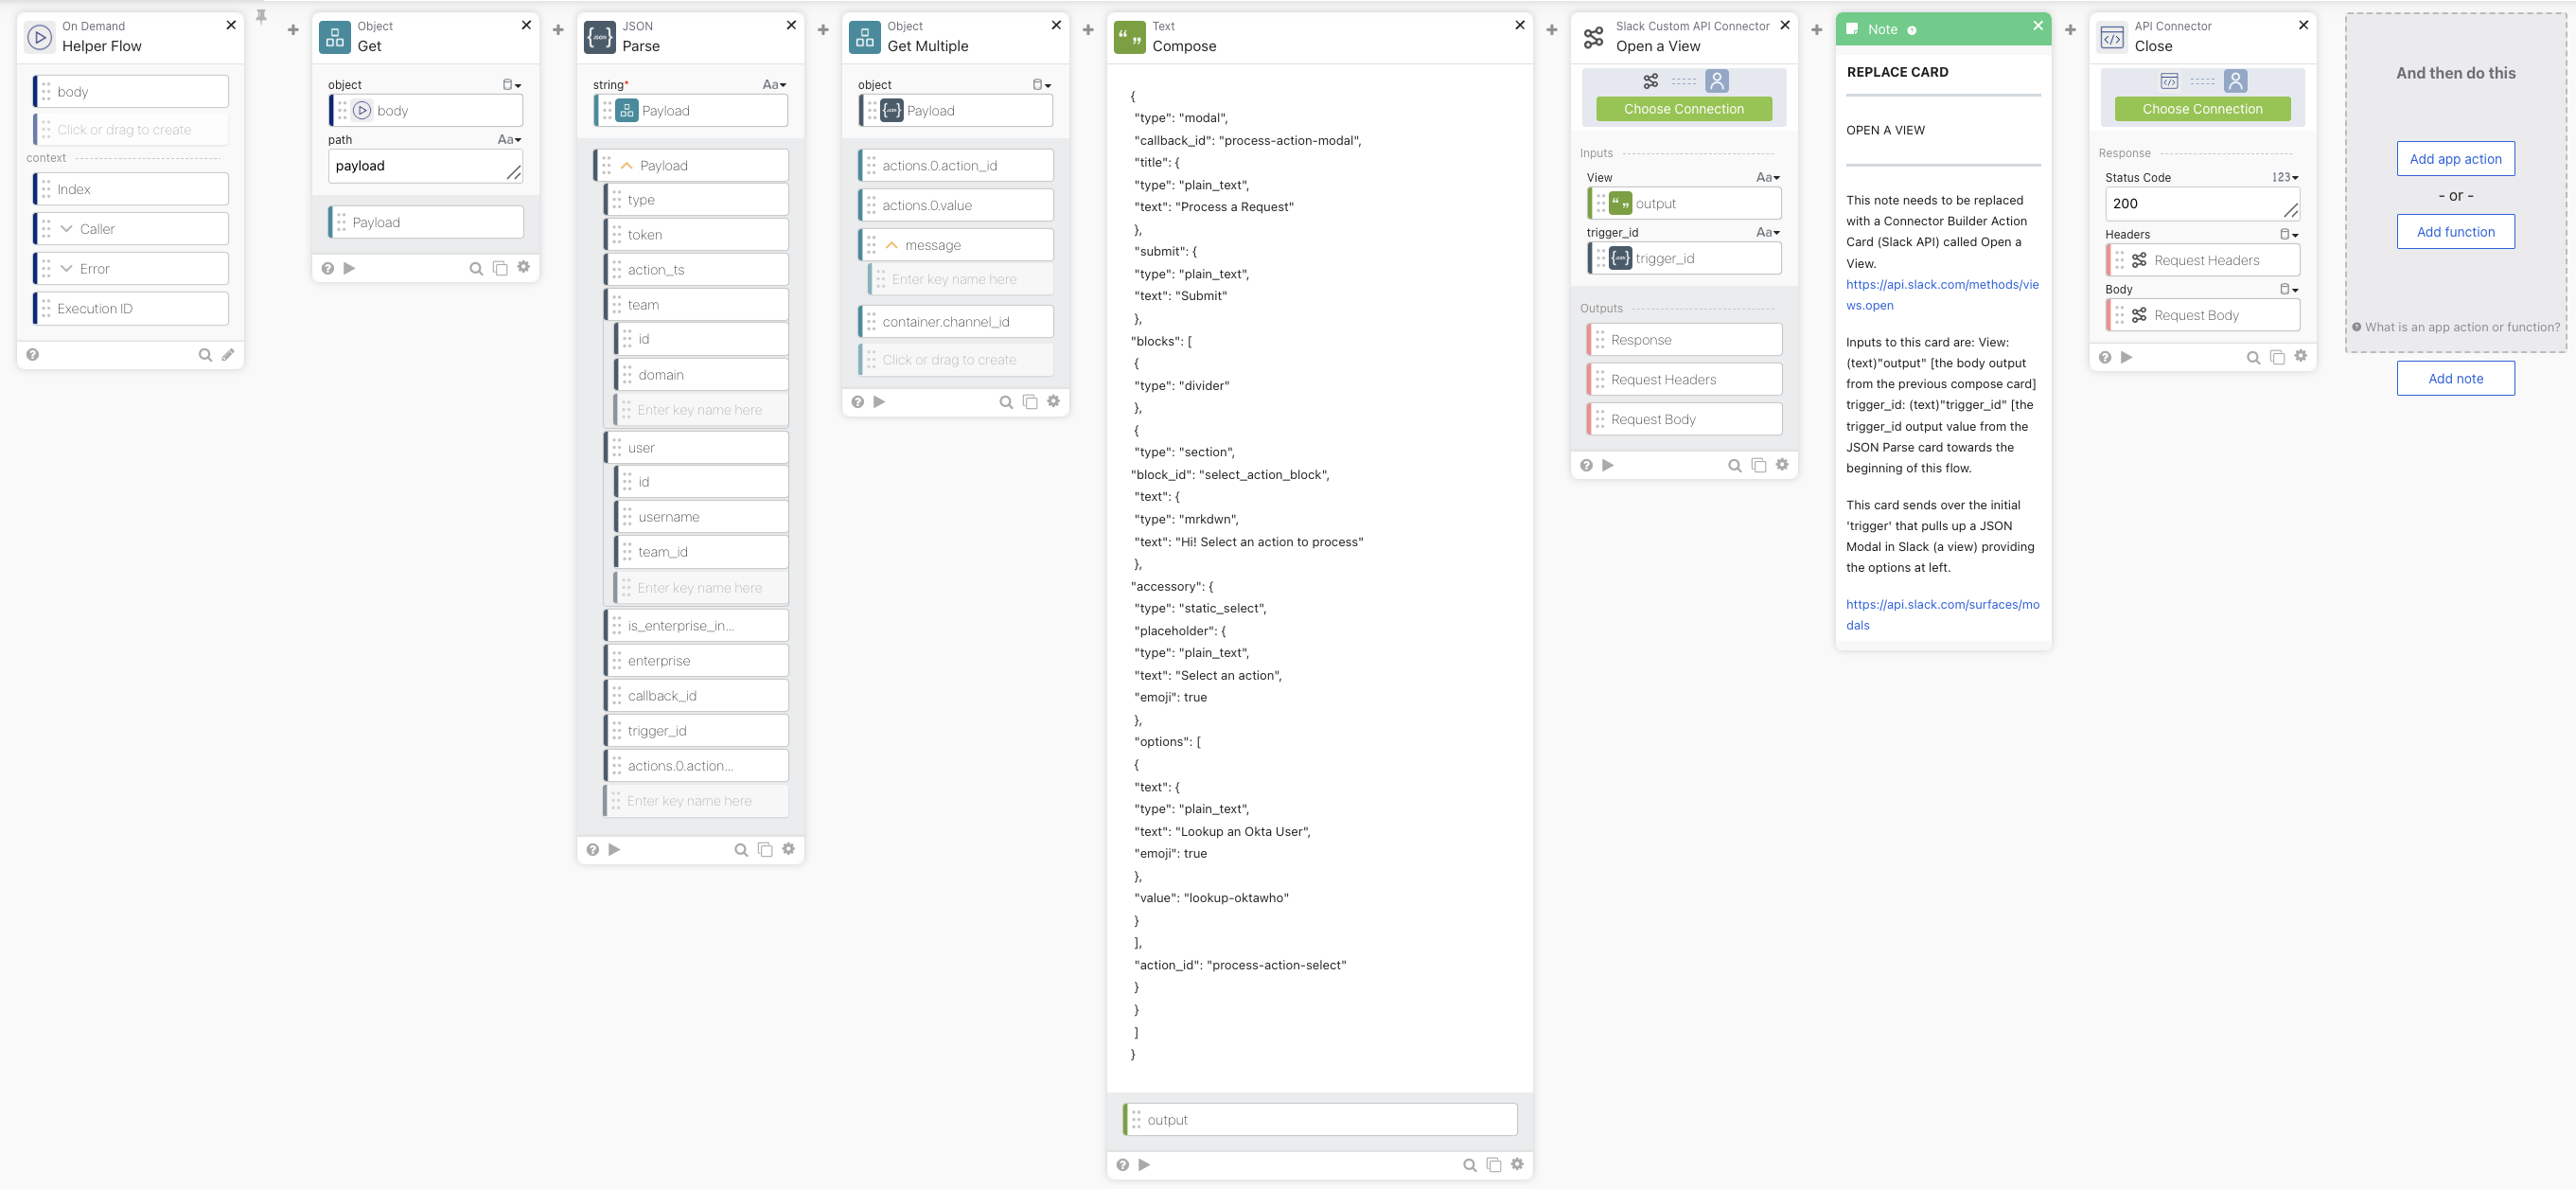 On Demand
Helper Flow
body
Click or drag to create
context
Index
Caller
Error
Execution ID
Object
Get
object
body
path
Aa
payload
Payload
JSON
Parse
string*
Aa
Payload
Payload
type
token
action_ts
team
id
domain
Enter key name here
user
id
username
team_id
Enter key name here
is_enterprise_in...
enterprise
callback_id
trigger_id
actions.0.action...
Enter key name here
Object
Get Multiple
object
Payload
actions.0.action_id
actions.0.value
message
Enter key name here
container.channel_id
Click or drag to create
Text
Compose
{
"type": "modal",
"callback_id": "process-action-modal",
"title": {
"type": "plain_text",
"text": "Process a Request"
},
"submit": {
"type": "plain_text",
"text": "Submit"
},
"blocks": [
{
"type": "divider"
},
{
"type": "section",
"block_id": "select_action_block",
"text": {
"type": "mrkdwn",
"text": "Hi! Select an action to process"
},
"accessory": {
"type": "static_select",
"placeholder": {
"type": "plain_text",
"text": "Select an action",
"emoji": true
},
"options": [
{
"text": {
"type": "plain_text",
"text": "Lookup an Okta User",
"emoji": true
},
"value": "lookup-oktawho"
}
],
"action_id": "process-action-select"
}
}
]
}
output
Slack Custom API Connector
Open a View
Choose Connection
Inputs
View
Aa
output
trigger_id
Aa
trigger_id
Outputs
Response
Request Headers
Request Body
Note
REPLACE CARD
OPEN A VIEW
This note needs to be replaced
with a Connector Builder Action
Card (Slack API) called Open a
View.
https://api.slack.com/methods/vie
ws.open
Inputs to this card are: View:
(text)"output" [the body output
from the previous compose card]
trigger_id: (text)"trigger_id" [the
trigger_id output value from the
JSON Parse card towards the
beginning of this flow.
This card sends over the initial
'trigger' that pulls up a JSON
Modal in Slack (a view) providing
the options at left.
https://api.slack.com/surfaces/mo
dals
API Connector
Close
Choose Connection
Response
Status Code
123
200
Headers
Request Headers
Body
Request Body
And then do this
Add app action
- or -
Add function
What is an app action or function?
Add note